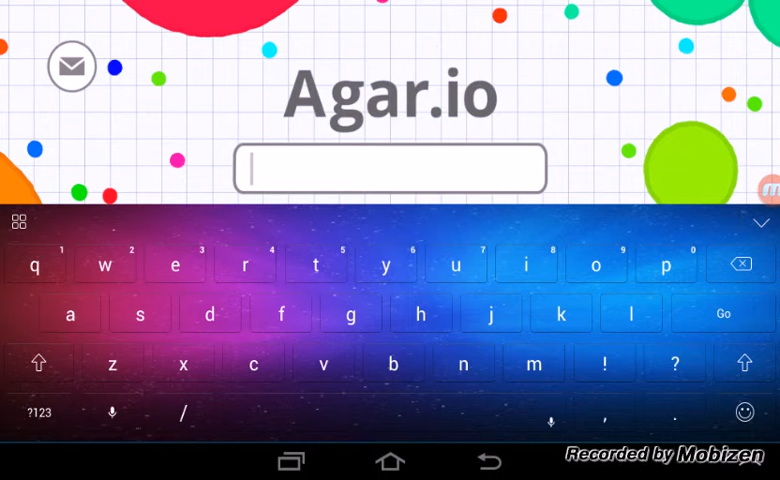 Agar.io
1 2 3 4 5 6 7 8 9 0
q w e r t y u i o p
a s d f g h j k l Go
z x c v b n m ! ?
?123 / , .
Recorded by Mobizen